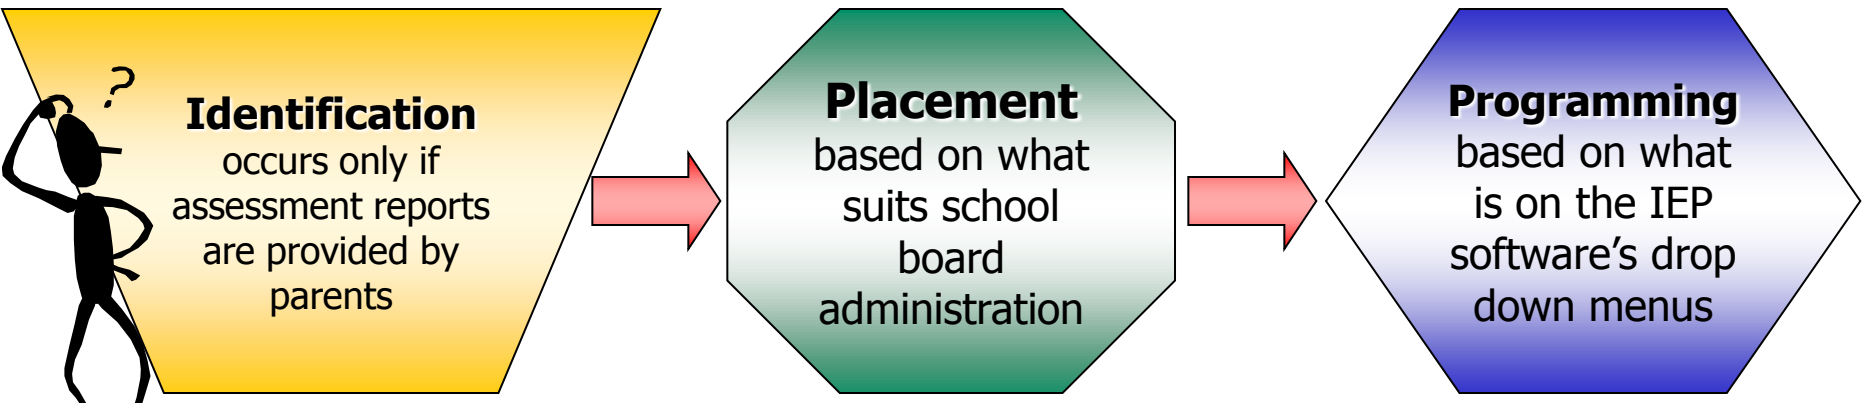 ?
Identification
occurs only if
assessment reports
are provided by
parents
Placement
based on what
suits school
board
administration
Programming
based on what
is on the IEP
software’s drop
down menus